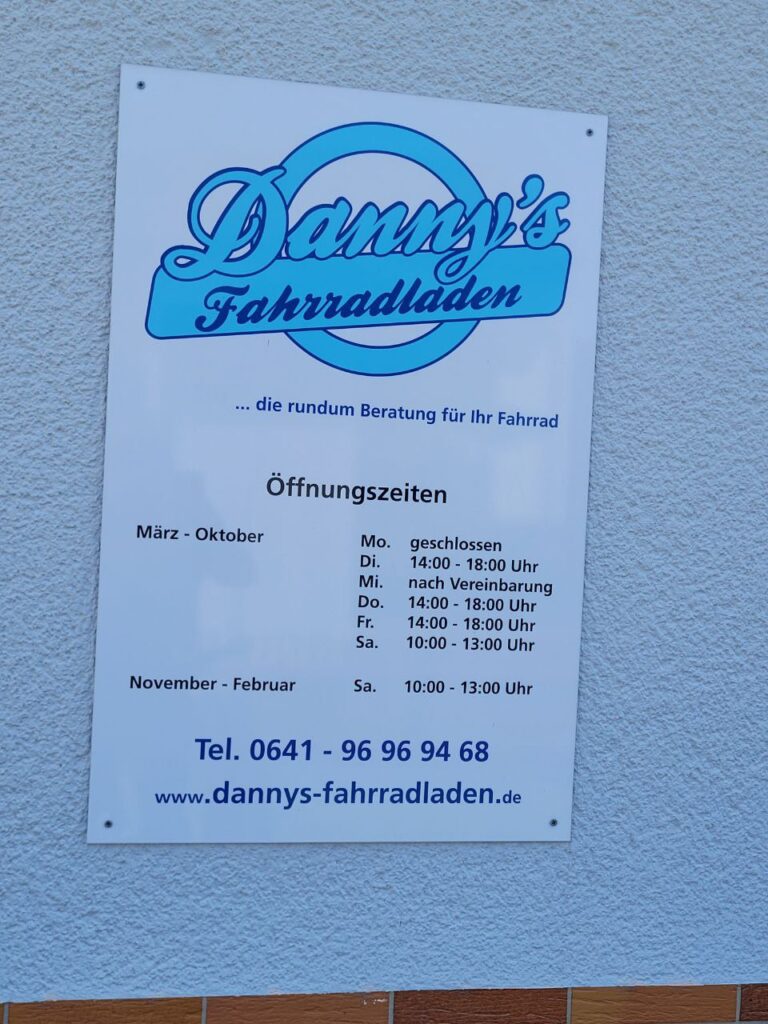 Danny's
Fahrradladen
... die rundum Beratung für Ihr Fahrrad
Öffnungszeiten
März - Oktober Mo. geschlossen
Di. 14:00 - 18:00 Uhr
Mi. nach Vereinbarung
Do. 14:00 - 18:00 Uhr
Fr. 14:00 - 18:00 Uhr
Sa. 10:00 - 13:00 Uhr
November - Februar Sa. 10:00 - 13:00 Uhr
Tel. 0641 - 96 96 94 68
www.dannys-fahrradladen.de